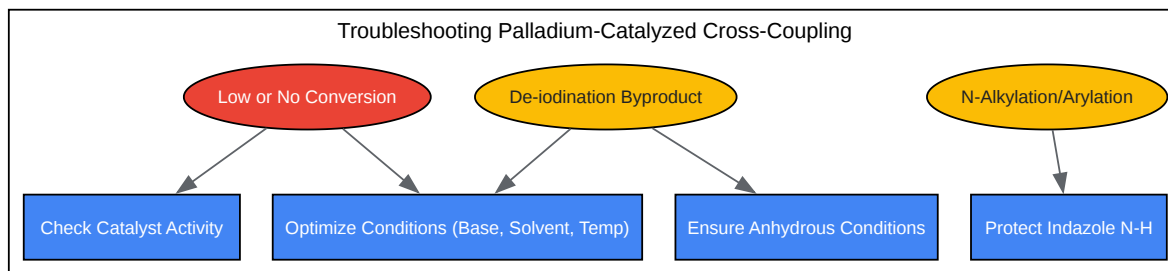 Troubleshooting Palladium-Catalyzed Cross-Coupling
Low or No Conversion
De-iodination Byproduct
N-Alkylation/Arylation
Check Catalyst Activity
Optimize Conditions (Base, Solvent, Temp)
Ensure Anhydrous Conditions
Protect Indazole N-H